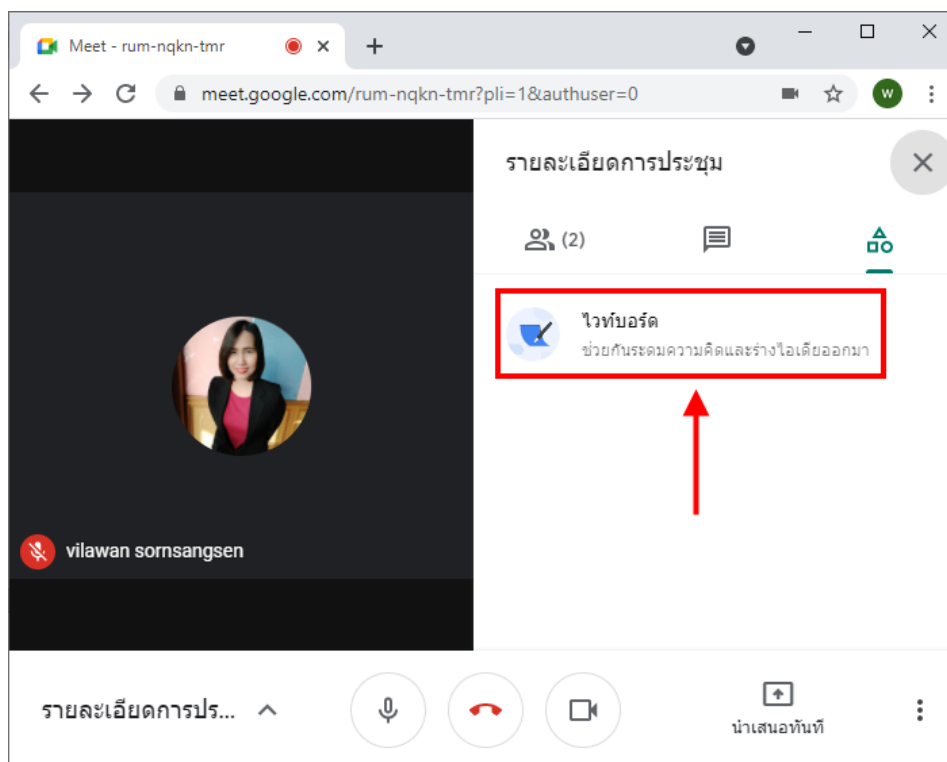 Meet - rum-nqkn-tmr
meet.google.com/rum-nqkn-tmr?pli=1&authuser=0
W
รายละเอียดการประชุม
(2)
ไวท์บอร์ด
ช่วยกันระดมความคิดและร่างไอเดียออกมา
vilawan sornsangsen
รายละเอียดการปร...
นำเสนอทันที